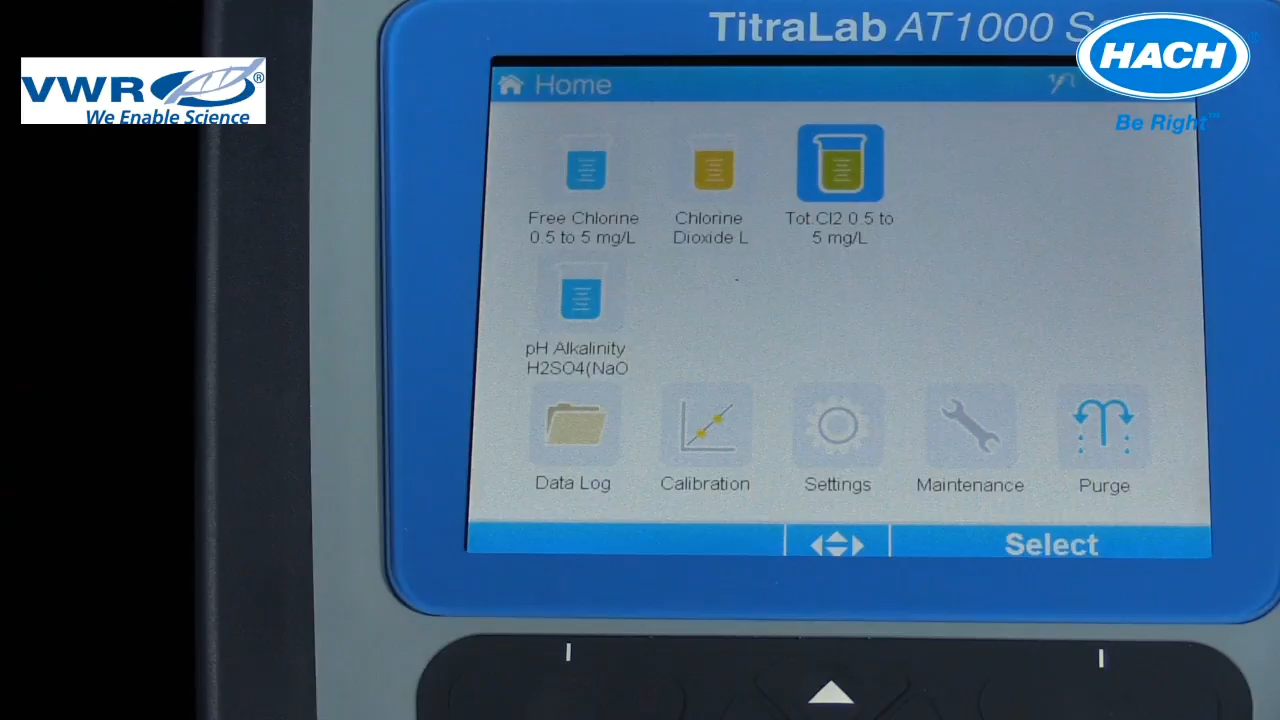 TitraLab AT1000 S
HACH
Be Right™
VWR®
We Enable Science
Home
Free Chlorine
0.5 to 5 mg/L
Chlorine
Dioxide L
Tot.Cl2 0.5 to
5 mg/L
pH Alkalinity
H2SO4(NaO
Data Log
Calibration
Settings
Maintenance
Purge
Select